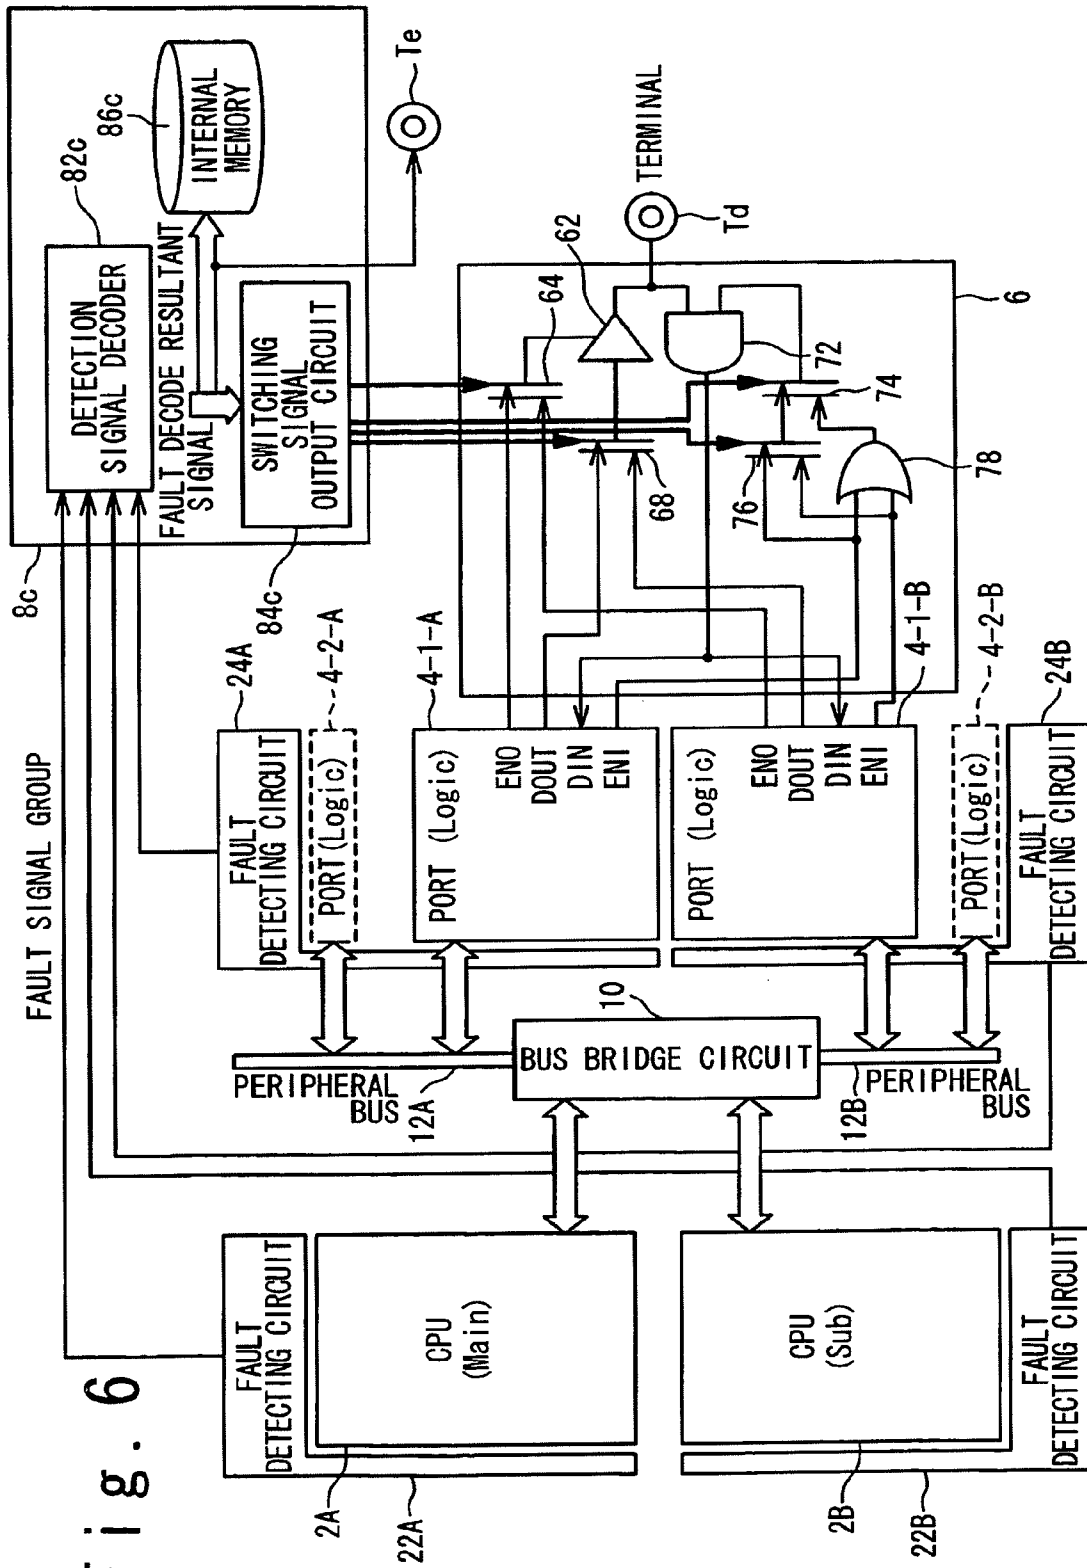 Fig. 6
FAULT SIGNAL GROUP
8c
DETECTION
SIGNAL DECODER
82c
FAULT DECODE RESULTANT
SIGNAL
INTERNAL
MEMORY
86c
SWITCHING
SIGNAL
OUTPUT CIRCUIT
84c
Te
22A
FAULT
DETECTING CIRCUIT
2A
CPU
(Main)
2B
CPU
(Sub)
22B
FAULT
DETECTING CIRCUIT
PERIPHERAL
BUS
12A
10
BUS BRIDGE CIRCUIT
12B
PERIPHERAL
BUS
24A
FAULT
DETECTING CIRCUIT
4-2-A
PORT(Logic)
4-1-A
PORT (Logic)
ENO
DOUT
DIN
ENI
PORT (Logic)
ENO
DOUT
DIN
ENI
4-1-B
4-2-B
PORT(Logic)
24B
FAULT
DETECTING CIRCUIT
62
64
68
72
74
76
78
6
TERMINAL
Td